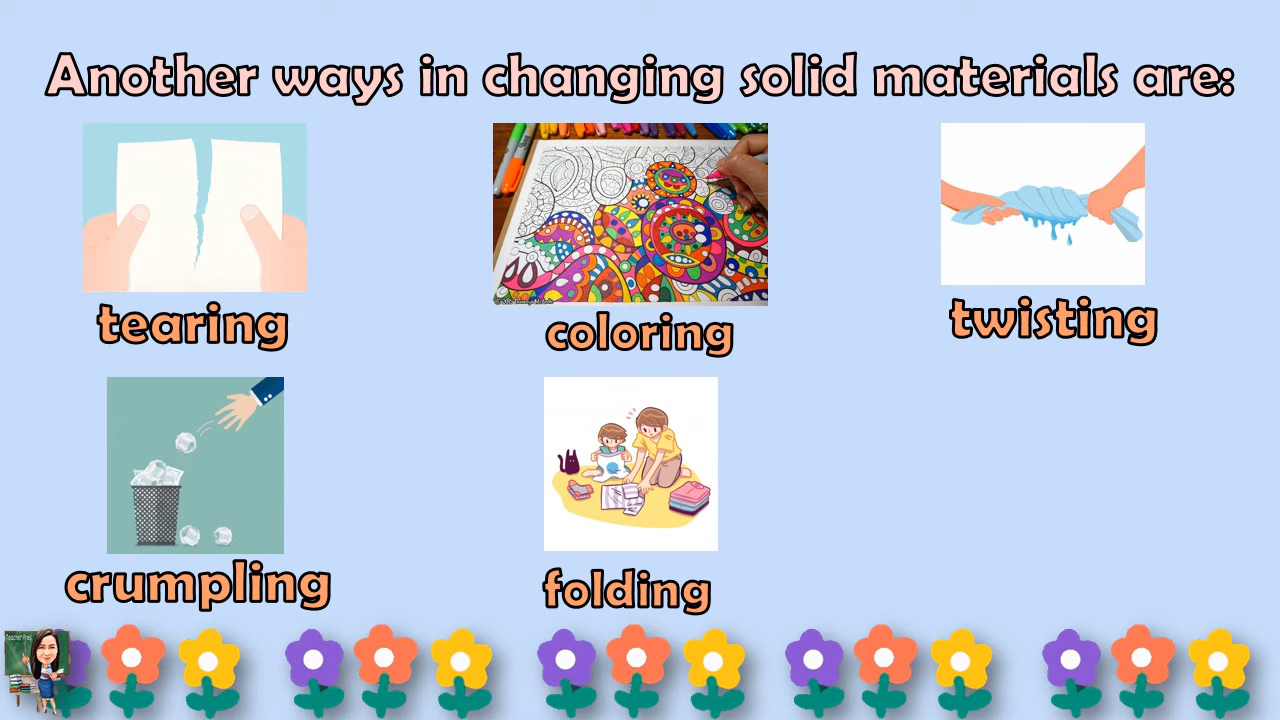 Another ways in changing solid materials are:
tearing
coloring
twisting
crumpling
folding